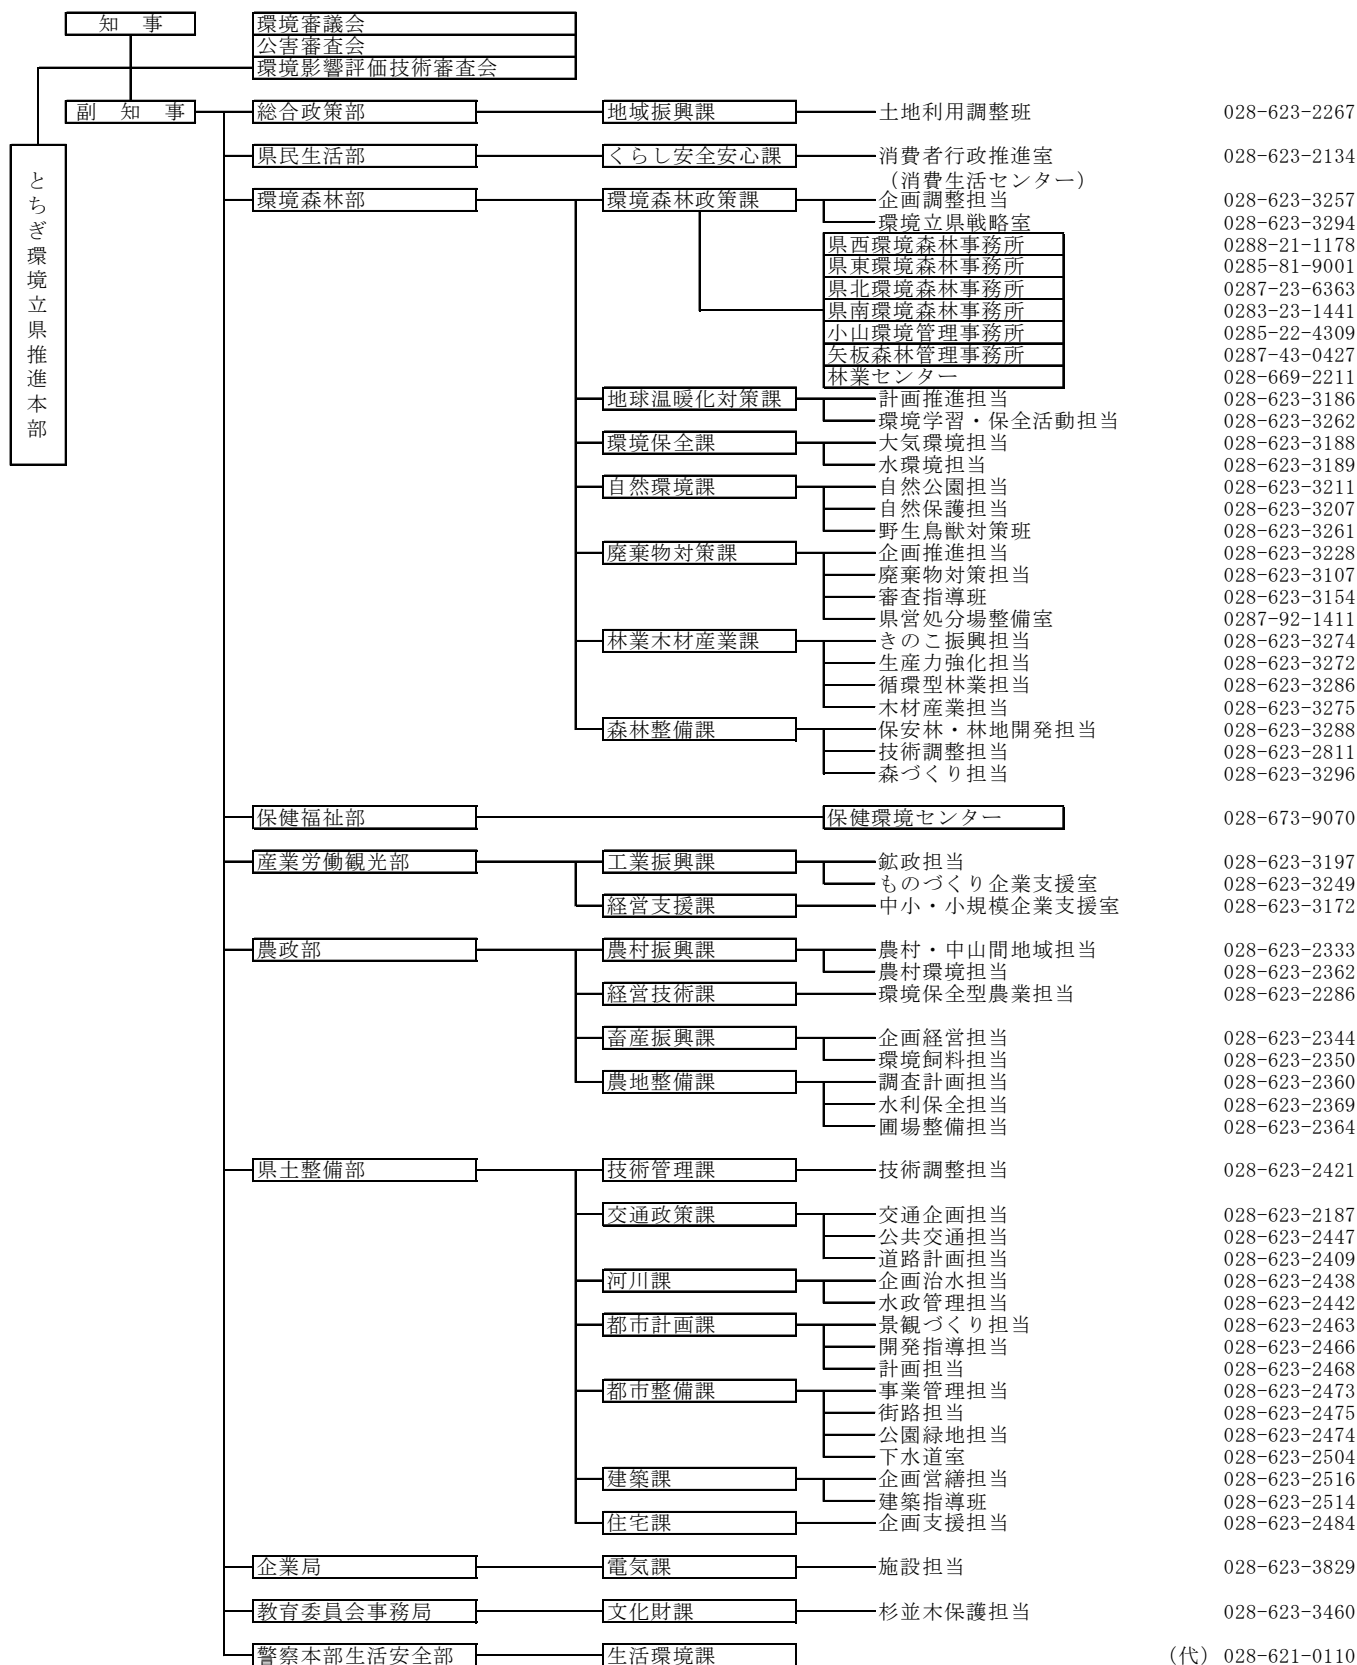 知　事
環境審議会
公害審査会
環境影響評価技術審査会
副　知　事 総合政策部 地域振興課 土地利用調整班 028-623-2267
県民生活部 くらし安全安心課 消費者行政推進室 028-623-2134
（消費生活センター）
とちぎ環境立県推進本部
環境森林部 環境森林政策課 企画調整担当 028-623-3257
環境立県戦略室 028-623-3294
県西環境森林事務所 0288-21-1178
県東環境森林事務所 0285-81-9001
県北環境森林事務所 0287-23-6363
県南環境森林事務所 0283-23-1441
小山環境管理事務所 0285-22-4309
矢板森林管理事務所 0287-43-0427
林業センター 028-669-2211
地球温暖化対策課 計画推進担当 028-623-3186
環境学習・保全活動担当 028-623-3262
環境保全課 大気環境担当 028-623-3188
水環境担当 028-623-3189
自然環境課 自然公園担当 028-623-3211
自然保護担当 028-623-3207
野生鳥獣対策班 028-623-3261
廃棄物対策課 企画推進担当 028-623-3228
廃棄物対策担当 028-623-3107
審査指導班 028-623-3154
県営処分場整備室 0287-92-1411
林業木材産業課 きのこ振興担当 028-623-3274
生産力強化担当 028-623-3272
循環型林業担当 028-623-3286
木材産業担当 028-623-3275
森林整備課 保安林・林地開発担当 028-623-3288
技術調整担当 028-623-2811
森づくり担当 028-623-3296
保健福祉部 保健環境センター 028-673-9070
産業労働観光部 工業振興課 鉱政担当 028-623-3197
ものづくり企業支援室 028-623-3249
経営支援課 中小・小規模企業支援室 028-623-3172
農政部 農村振興課 農村・中山間地域担当 028-623-2333
農村環境担当 028-623-2362
経営技術課 環境保全型農業担当 028-623-2286
畜産振興課 企画経営担当 028-623-2344
環境飼料担当 028-623-2350
農地整備課 調査計画担当 028-623-2360
水利保全担当 028-623-2369
圃場整備担当 028-623-2364
県土整備部 技術管理課 技術調整担当 028-623-2421
交通政策課 交通企画担当 028-623-2187
公共交通担当 028-623-2447
道路計画担当 028-623-2409
河川課 企画治水担当 028-623-2438
水政管理担当 028-623-2442
都市計画課 景観づくり担当 028-623-2463
開発指導担当 028-623-2466
計画担当 028-623-2468
都市整備課 事業管理担当 028-623-2473
街路担当 028-623-2475
公園緑地担当 028-623-2474
下水道室 028-623-2504
建築課 企画営繕担当 028-623-2516
建築指導班 028-623-2514
住宅課 企画支援担当 028-623-2484
企業局 電気課 施設担当 028-623-3829
教育委員会事務局 文化財課 杉並木保護担当 028-623-3460
警察本部生活安全部 生活環境課 （代）028-621-0110